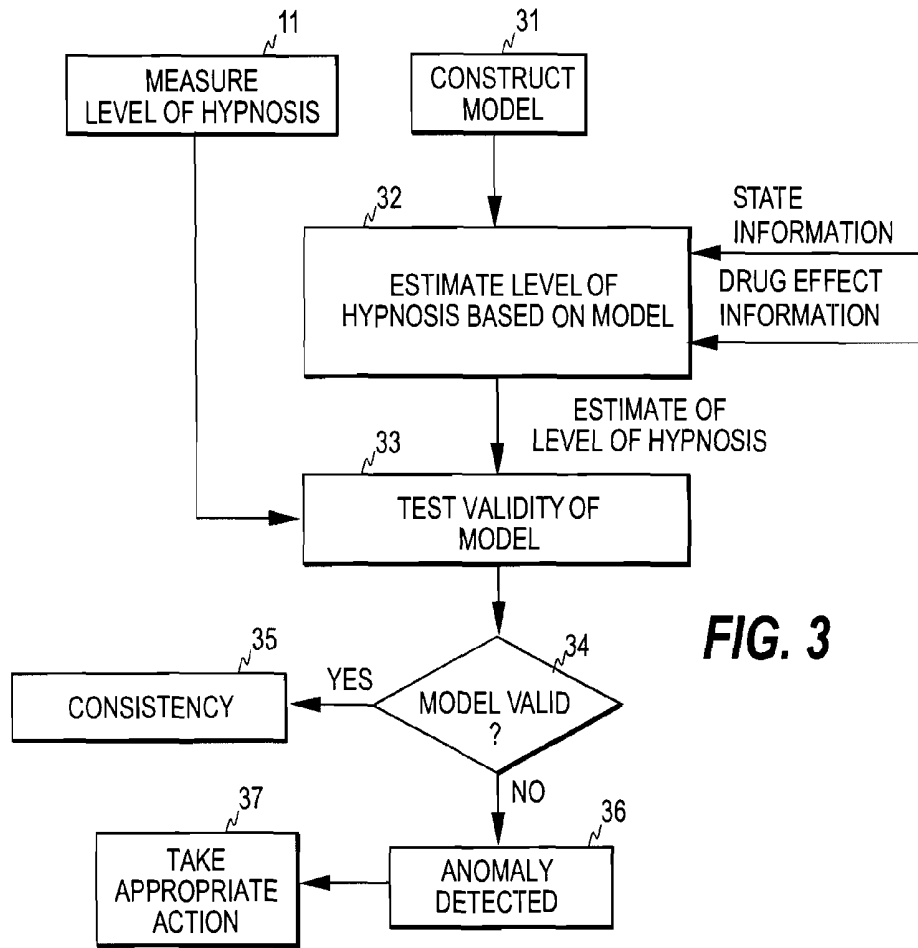 11
MEASURE
LEVEL OF HYPNOSIS
31
CONSTRUCT
MODEL
32
ESTIMATE LEVEL OF
HYPNOSIS BASED ON MODEL
STATE
INFORMATION
DRUG EFFECT
INFORMATION
ESTIMATE OF
LEVEL OF HYPNOSIS
33
TEST VALIDITY OF
MODEL
FIG. 3
34
MODEL VALID
?
YES
35
CONSISTENCY
NO
36
ANOMALY
DETECTED
37
TAKE
APPROPRIATE
ACTION